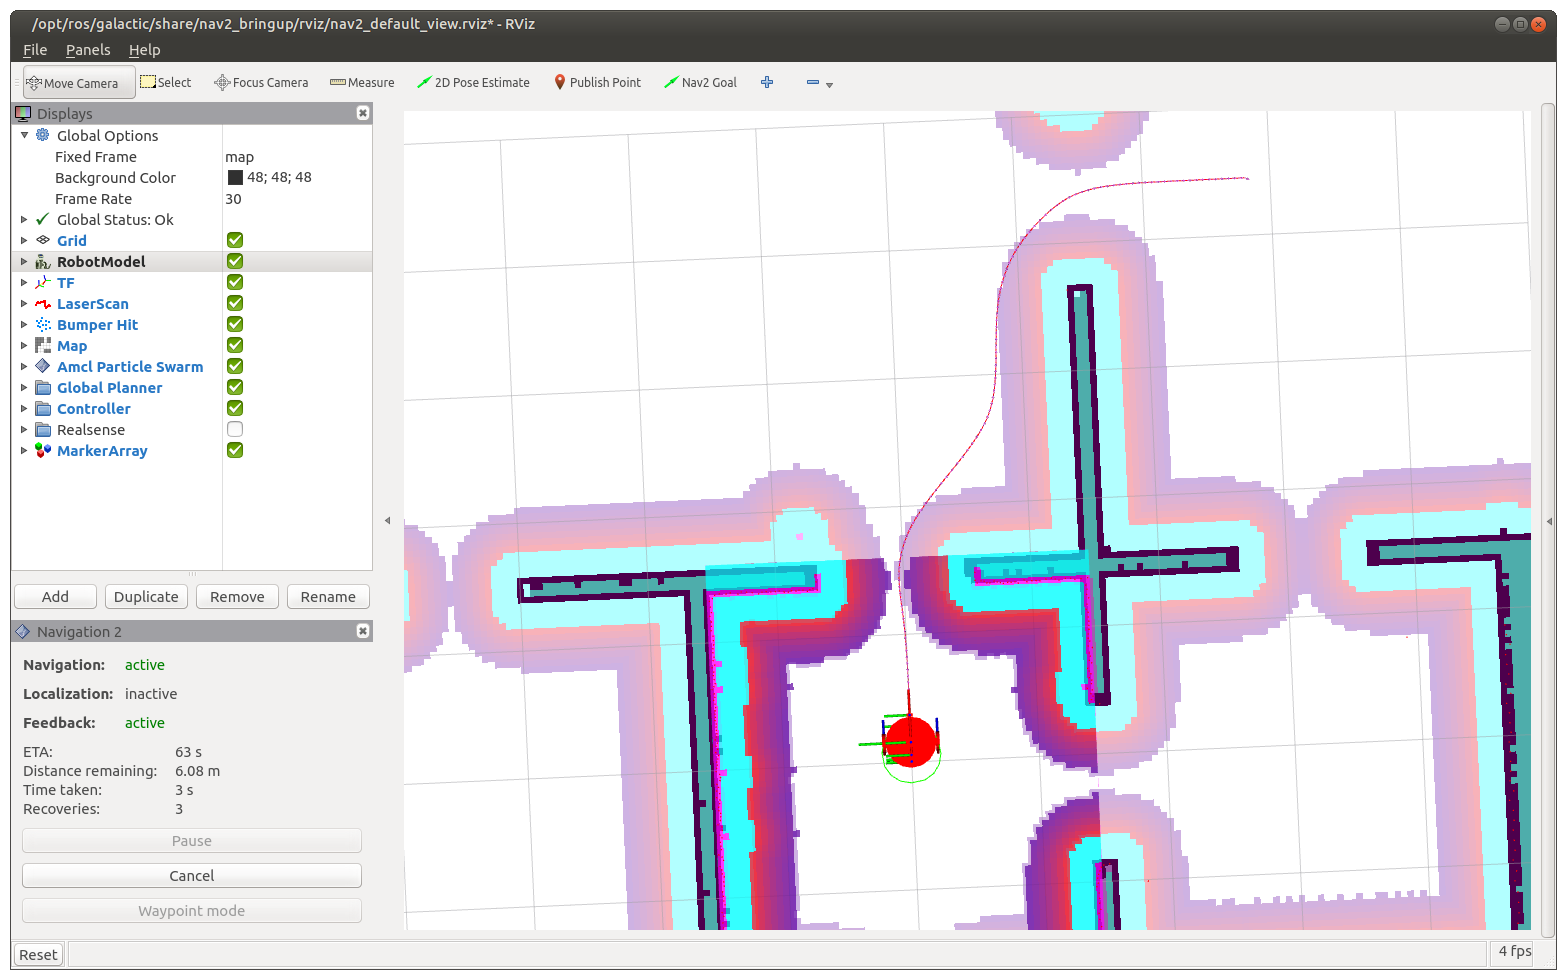 /opt/ros/galactic/share/nav2_bringup/rviz/nav2_default_view.rviz* - RViz
File Panels Help
Move Camera Select Focus Camera Measure 2D Pose Estimate Publish Point Nav2 Goal
Displays
Global Options
Fixed Frame map
Background Color 48; 48; 48
Frame Rate 30
Global Status: Ok
Grid
RobotModel
TF
LaserScan
Bumper Hit
Map
Amcl Particle Swarm
Global Planner
Controller
Realsense
MarkerArray
Add Duplicate Remove Rename
Navigation 2
Navigation: active
Localization: inactive
Feedback: active
ETA: 63 s
Distance remaining: 6.08 m
Time taken: 3 s
Recoveries: 3
Pause
Cancel
Waypoint mode
Reset 4 fps